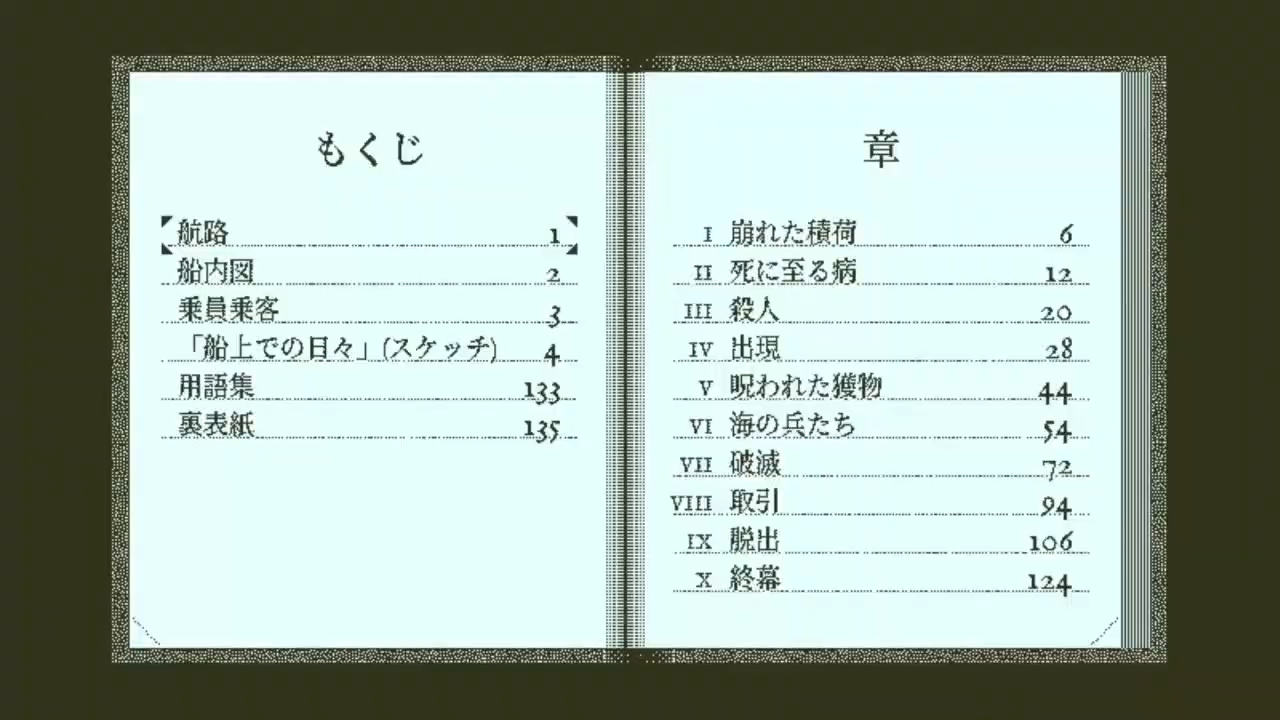 もくじ
航路 1
船内図 2
乗員乗客 3
「船上での日々」(スケッチ) 4
用語集 133
裏表紙 135
章
I 崩れた積荷 6
II 死に至る病 12
III 殺人 20
IV 出現 28
V 呪われた獲物 44
VI 海の兵たち 54
VII 破滅 72
VIII 取引 94
IX 脱出 106
X 終幕 124